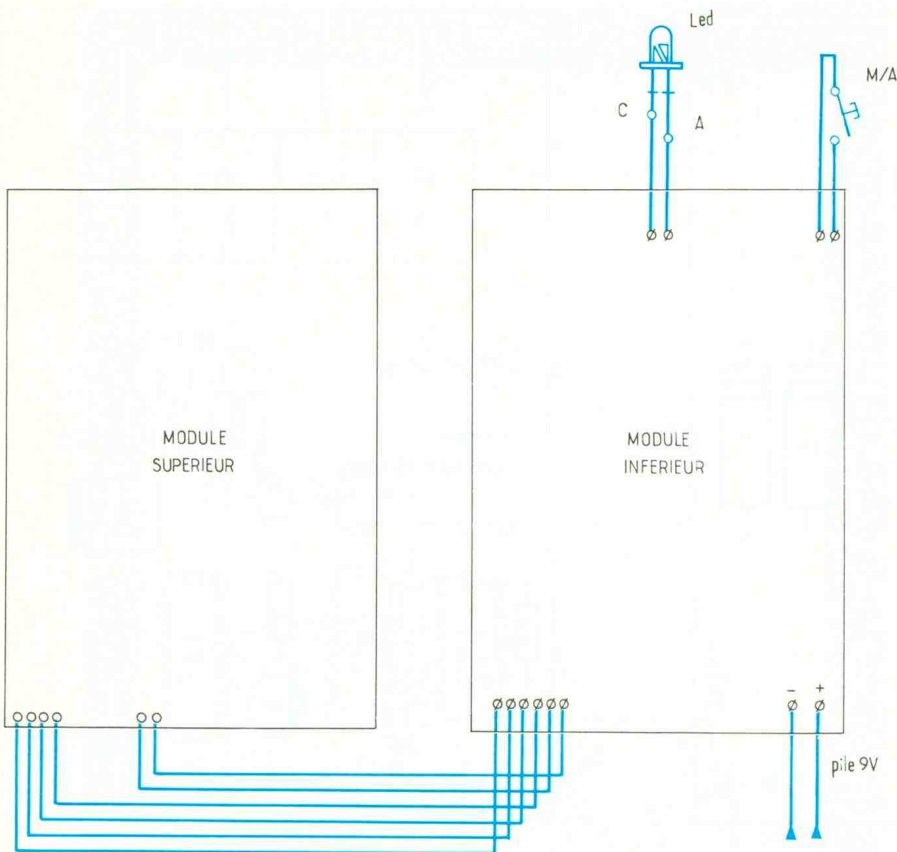 Led
M/A
C
A
MODULE
SUPERIEUR
MODULE
INFERIEUR
- +
pile 9V